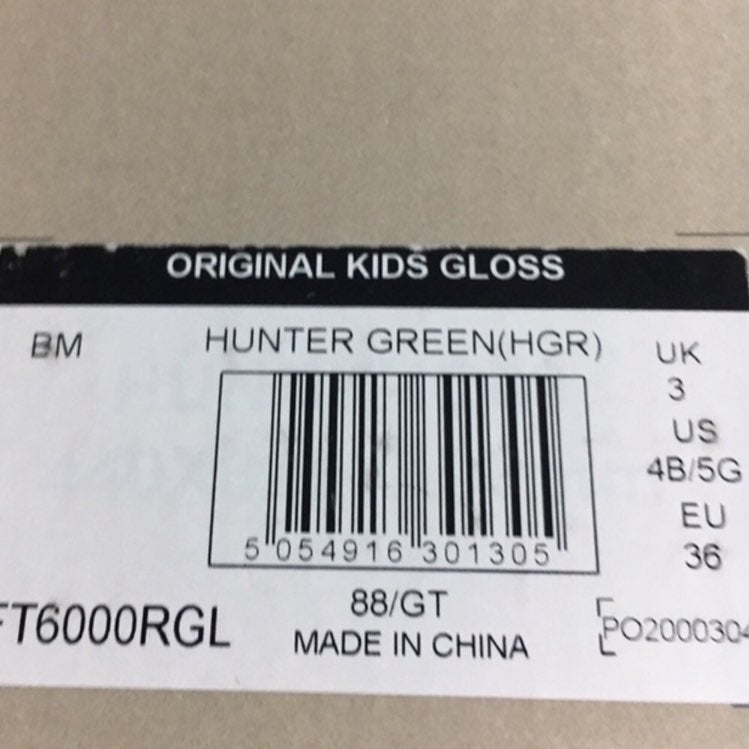 ORIGINAL KIDS GLOSS
BM
HUNTER GREEN(HGR)
UK
3
US
4B/5G
EU
36
5 054916 301305
88/GT
MADE IN CHINA
FT6000RGL
PO2000304